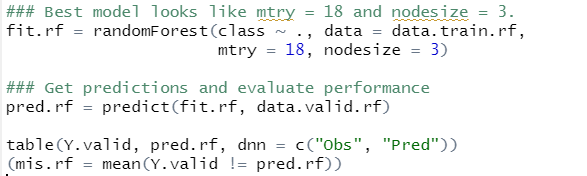 ### Best model looks like mtry = 18 and nodesize = 3.
fit.rf = randomForest(class ~ ., data = data.train.rf,
mtry = 18, nodesize = 3)
### Get predictions and evaluate performance
pred.rf = predict(fit.rf, data.valid.rf)
table(Y.valid, pred.rf, dnn = c("Obs", "Pred"))
(mis.rf = mean(Y.valid != pred.rf))